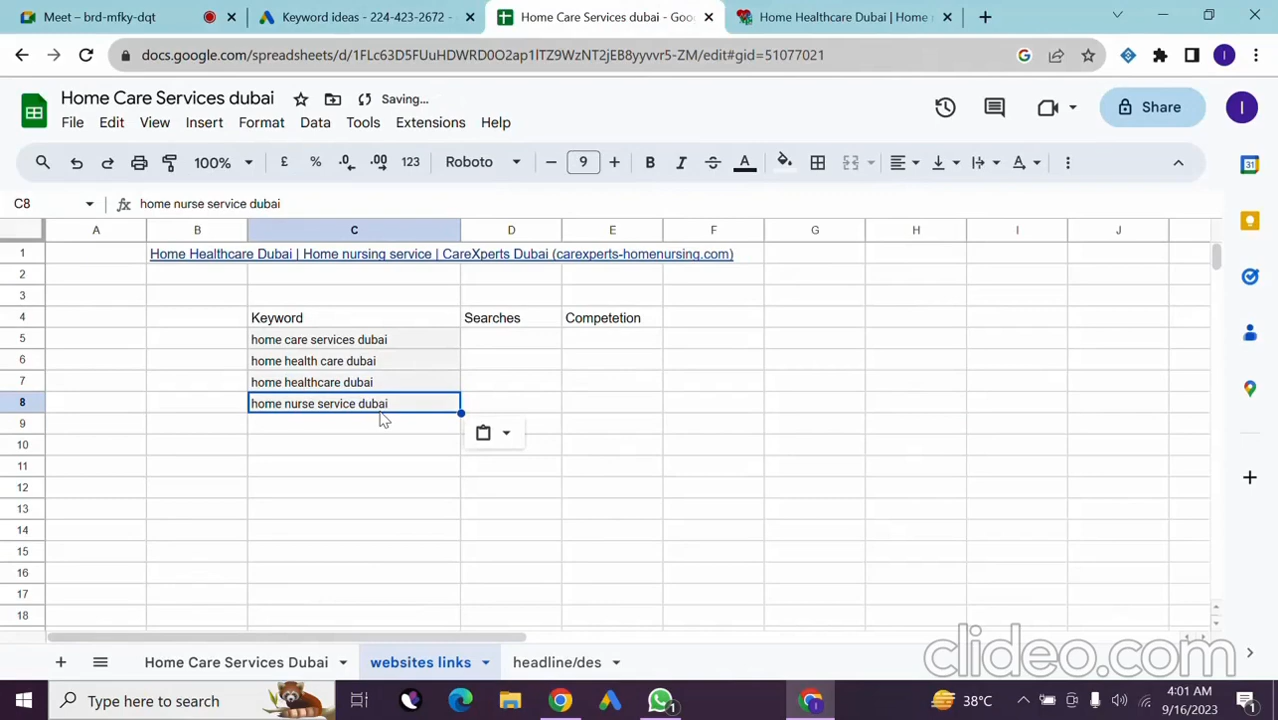 Meet – brd-mfky-dqt
Keyword ideas - 224-423-2672 -
Home Care Services dubai - Goo
Home Healthcare Dubai | Home
docs.google.com/spreadsheets/d/1FLc63D5FUuHDWRD0O2ap1lTZ9WzNT2jEB8yyvvr5-ZM/edit#gid=51077021
Home Care Services dubai
Saving...
File Edit View Insert Format Data Tools Extensions Help
Share
100% £ % .0 .00 123 Roboto 9 B I A
C8 fx home nurse service dubai
A B C D E F G H I J
1 Home Healthcare Dubai | Home nursing service | CareXperts Dubai (carexperts-homenursing.com)
2
3
4 Keyword Searches Competetion
5 home care services dubai
6 home health care dubai
7 home healthcare dubai
8 home nurse service dubai
9
10
11
12
13
14
15
16
17
18
clideo.com
Home Care Services Dubai websites links headline/des
Type here to search
1
38°C
4:01 AM
9/16/2023
1